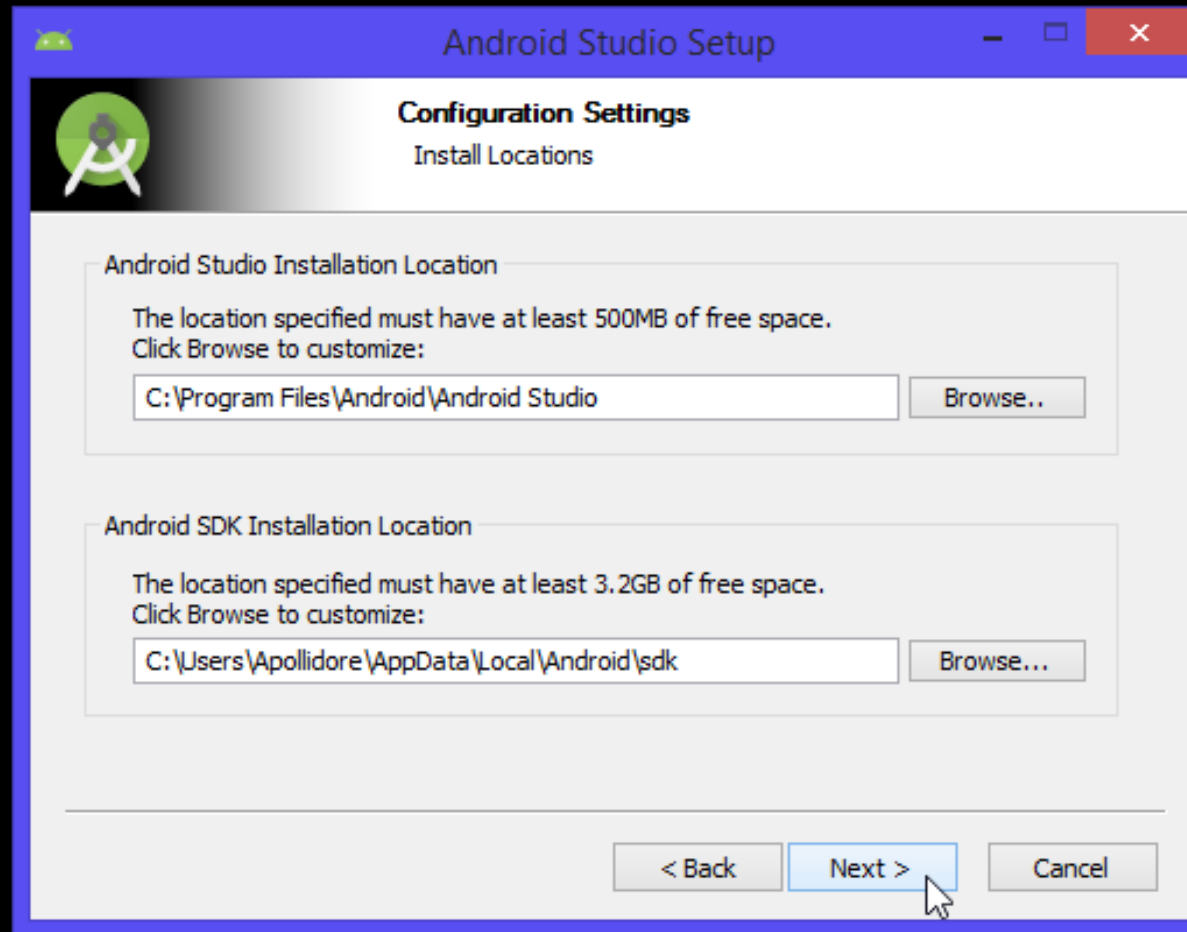 Android Studio Setup
Configuration Settings
Install Locations
Android Studio Installation Location
The location specified must have at least 500MB of free space.
Click Browse to customize:
C:\Program Files\Android\Android Studio
Browse..
Android SDK Installation Location
The location specified must have at least 3.2GB of free space.
Click Browse to customize:
C:\Users\Apollidore\AppData\Local\Android\sdk
Browse...
< Back
Next >
Cancel